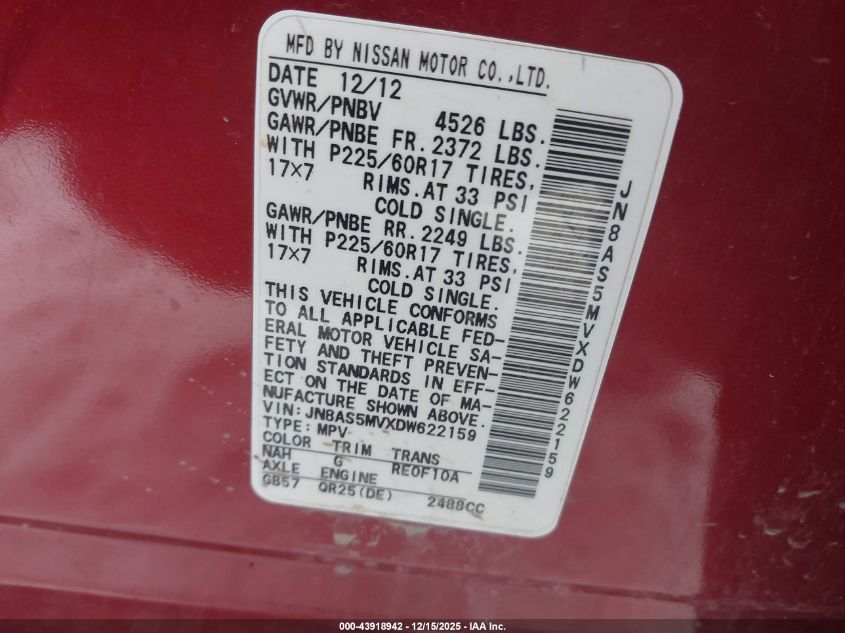 MFD BY NISSAN MOTOR CO.,LTD.
DATE 12/12
GVWR/PNBV 4526 LBS.
GAWR/PNBE FR. 2372 LBS.
WITH P225/60R17 TIRES,
17×7 RIMS.AT 33 PSI
COLD SINGLE.
GAWR/PNBE RR. 2249 LBS.
WITH P225/60R17 TIRES,
17×7 RIMS.AT 33 PSI
COLD SINGLE.
THIS VEHICLE CONFORMS
TO ALL APPLICABLE FED-
ERAL MOTOR VEHICLE SA-
FETY AND THEFT PREVEN-
TION STANDARDS IN EFF-
ECT ON THE DATE OF MA-
NUFACTURE SHOWN ABOVE.
VIN: JN8AS5MVXDW622159
TYPE: MPV
COLOR TRIM TRANS
NAH G RE0F10A
AXLE ENGINE
GB57 QR25(DE) 2488CC
JN8AS5MVXDW622159
000-43918942 - 12/15/2025 - IAA Inc.